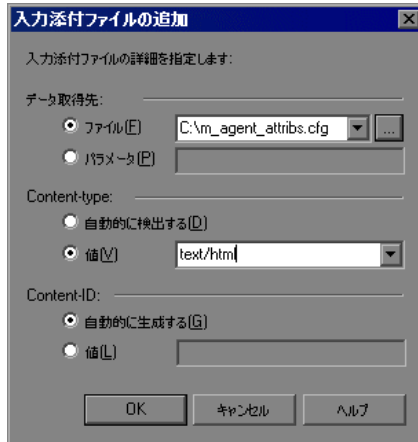 入力添付ファイルの追加
入力添付ファイルの詳細を指定します:
データ取得先:
ファイル(F) C:\m_agent_attribs.cfg ...
パラメータ(P)
Content-type:
自動的に検出する(D)
値(V) text/html
Content-ID:
自動的に生成する(G)
値(L)
OK キャンセル ヘルプ